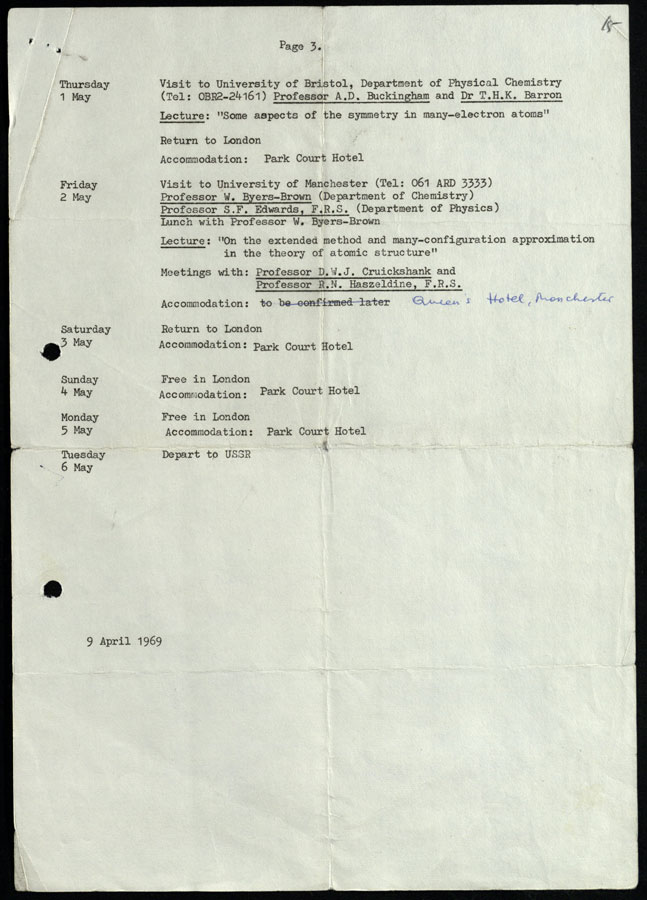 15
Page 3.
Thursday Visit to University of Bristol, Department of Physical Chemistry
1 May (Tel: OBR2-24161) Professor A.D. Buckingham and Dr T.H.K. Barron
Lecture: "Some aspects of the symmetry in many-electron atoms"
Return to London
Accommodation: Park Court Hotel
Friday Visit to University of Manchester (Tel: 061 ARD 3333)
2 May Professor W. Byers-Brown (Department of Chemistry)
Professor S.F. Edwards, F.R.S. (Department of Physics)
Lunch with Professor W. Byers-Brown
Lecture: "On the extended method and many-configuration approximation
in the theory of atomic structure"
Meetings with: Professor D.W.J. Cruickshank and
Professor R.N. Haszeldine, F.R.S.
Accommodation: to be confirmed later Queen's Hotel, Manchester
Saturday Return to London
3 May Accommodation: Park Court Hotel
Sunday Free in London
4 May Accommodation: Park Court Hotel
Monday Free in London
5 May Accommodation: Park Court Hotel
Tuesday Depart to USSR
6 May
9 April 1969